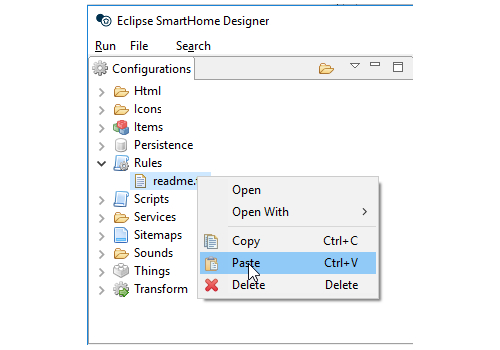 Eclipse SmartHome Designer
Run File Search
Configurations
Html
Icons
Items
Persistence
Rules
readme.
Open
Scripts
Open With
Services
Sitemaps
Copy Ctrl+C
Sounds
Paste Ctrl+V
Things
Delete Delete
Transform